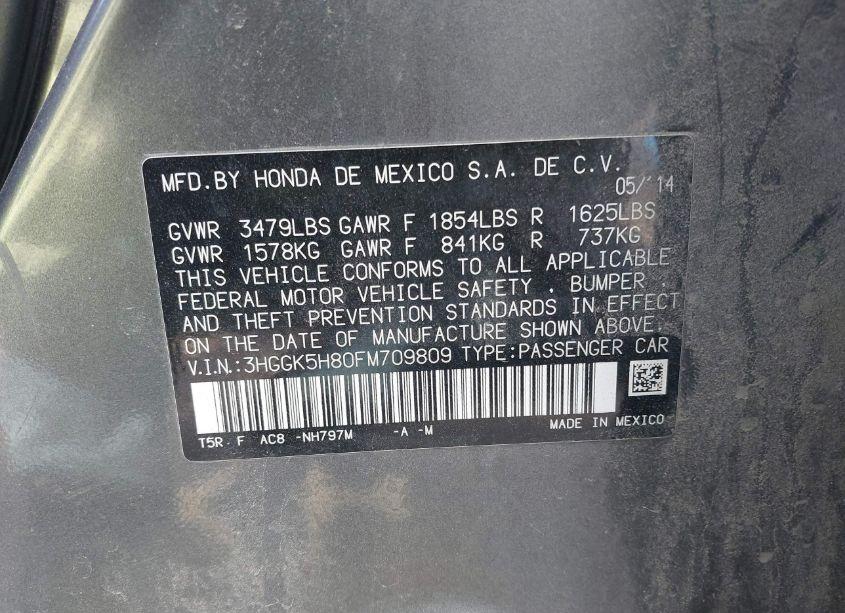 MFD.BY HONDA DE MEXICO S.A. DE C.V.
05/'14
GVWR 3479LBS GAWR F 1854LBS R 1625LBS
GVWR 1578KG GAWR F 841KG R 737KG
THIS VEHICLE CONFORMS TO ALL APPLICABLE
FEDERAL MOTOR VEHICLE SAFETY . BUMPER .
AND THEFT PREVENTION STANDARDS IN EFFECT
ON THE DATE OF MANUFACTURE SHOWN ABOVE.
V.I.N.:3HGGK5H80FM709809 TYPE:PASSENGER CAR
T5R- F AC8 -NH797M -A -M
MADE IN MEXICO